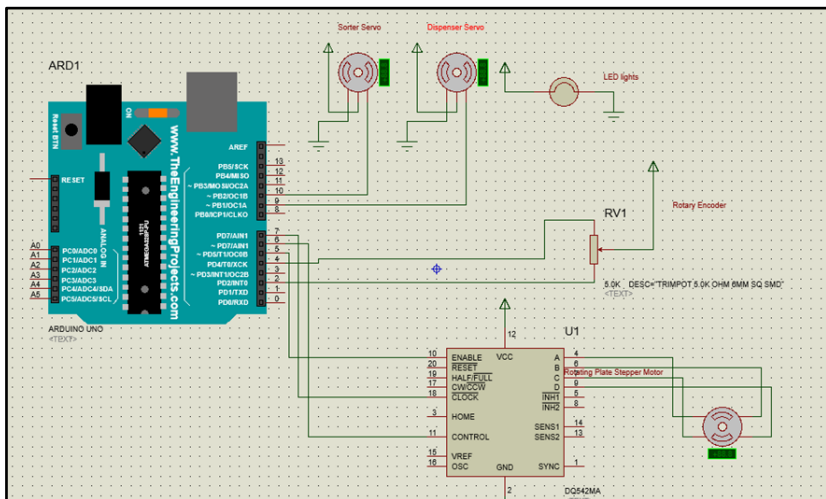 Sorter Servo
Dispenser Servo
ARD1
LED lights
ON
Reset BTN
www.TheEngineeringProjects.com
AREF
RESET
PB5/SCK 13
PB4/MISO 12
~ PB3/MOSI/OC2A 11
~ PB2/OC1B 10
~ PB1/OC1A 9
PB0/ICP1/CLKO 8
ANALOG IN
PD7/AIN1 7
~ PD7/AIN1 6
~ PD5/T1/OC0B 5
PD4/T0/XCK 4
~ PD3/INT1/OC2B 3
PD2/INT0 2
PD1/TXD 1
PD0/RXD 0
A0 PC0/ADC0
A1 PC1/ADC1
A2 PC2/ADC2
A3 PC3/ADC3
A4 PC4/ADC4/SDA
A5 PC5/ADC5/SCL
ARDUINO UNO
<TEXT>
RV1
Rotary Encoder
5.0K DESC="TRIMPOT 5.0K OHM 6MM SQ SMD"
<TEXT>
U1
12
VCC
10 ENABLE
20 RESET
19 HALF/FULL
17 CW/CCW
18 CLOCK
3 HOME
11 CONTROL
15 VREF
16 OSC
GND
2
A 4
B 6
C
D 9
INH1 5
INH2 8
SENS1 14
SENS2 13
SYNC 1
Rotating Plate Stepper Motor
DQ542MA